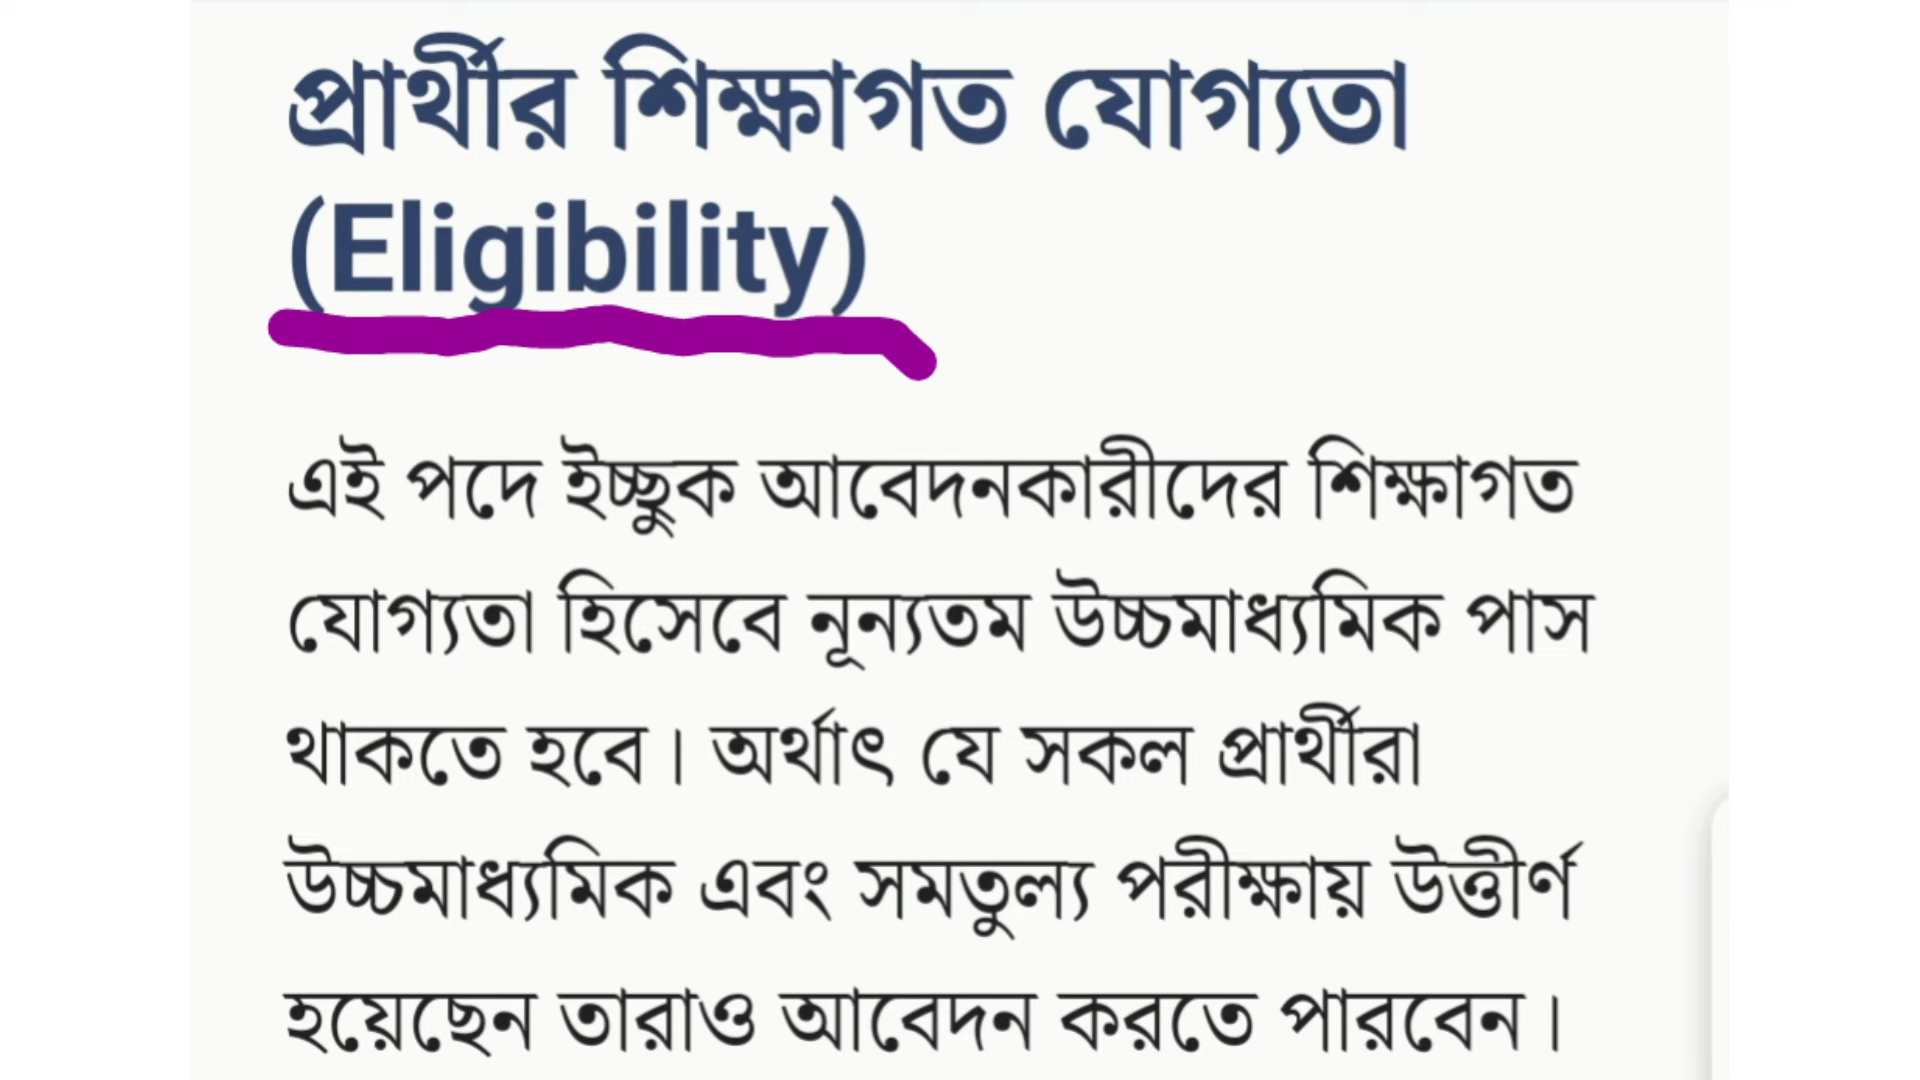 প্রার্থীর শিক্ষাগত যোগ্যতা
(Eligibility)
এই পদে ইচ্ছুক আবেদনকারীদের শিক্ষাগত
যোগ্যতা হিসেবে নূন্যতম উচ্চমাধ্যমিক পাস
থাকতে হবে। অর্থাৎ যে সকল প্রার্থীরা
উচ্চমাধ্যমিক এবং সমতুল্য পরীক্ষায় উত্তীর্ণ
হয়েছেন তারাও আবেদন করতে পারবেন।